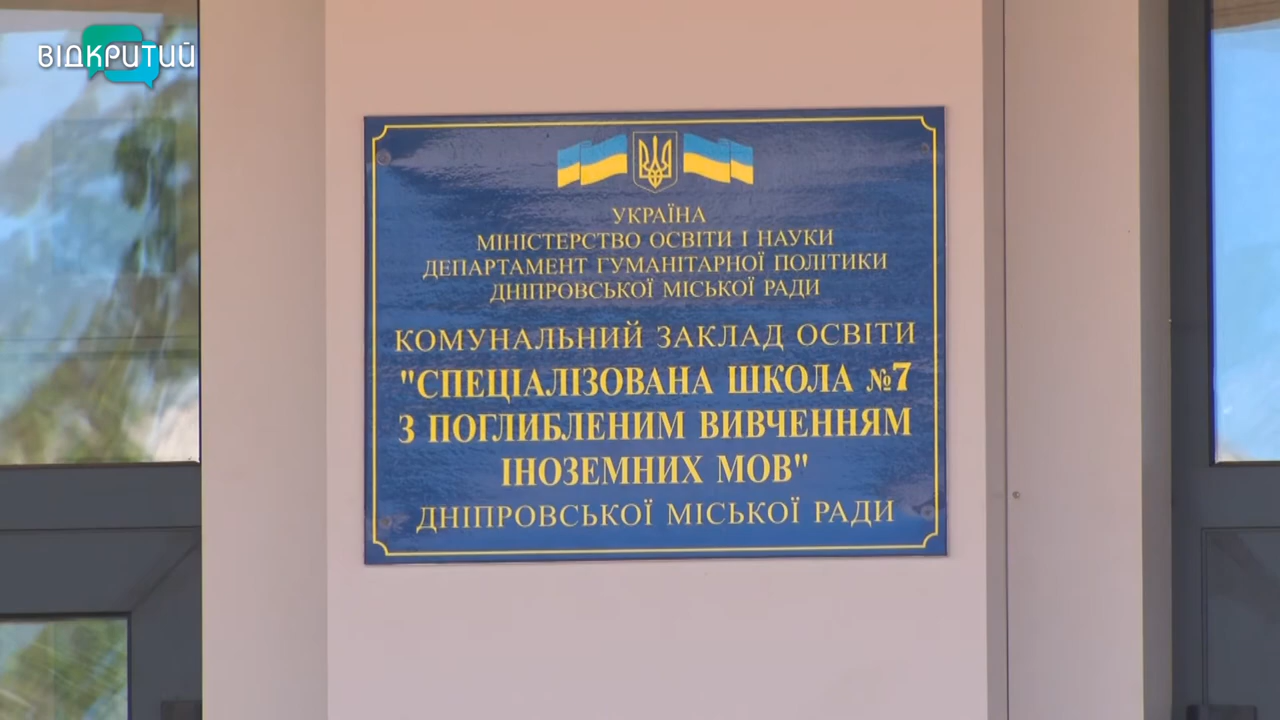 ВІДКРИТИЙ
УКРАЇНА
МІНІСТЕРСТВО ОСВІТИ І НАУКИ
ДЕПАРТАМЕНТ ГУМАНІТАРНОЇ ПОЛІТИКИ
ДНІПРОВСЬКОЇ МІСЬКОЇ РАДИ
КОМУНАЛЬНИЙ ЗАКЛАД ОСВІТИ
"СПЕЦІАЛІЗОВАНА ШКОЛА №7
З ПОГЛИБЛЕНИМ ВИВЧЕННЯМ
ІНОЗЕМНИХ МОВ"
ДНІПРОВСЬКОЇ МІСЬКОЇ РАДИ